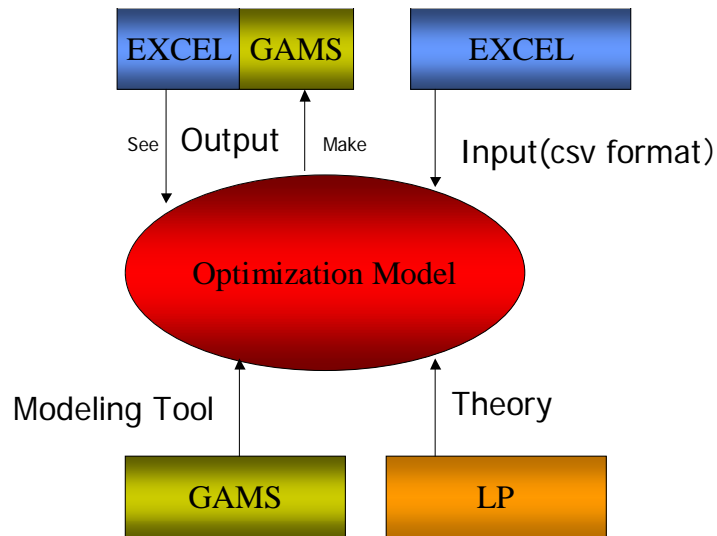 EXCEL GAMS
EXCEL
See
Output
Make
Input(csv format)
Optimization Model
Modeling Tool
Theory
GAMS
LP